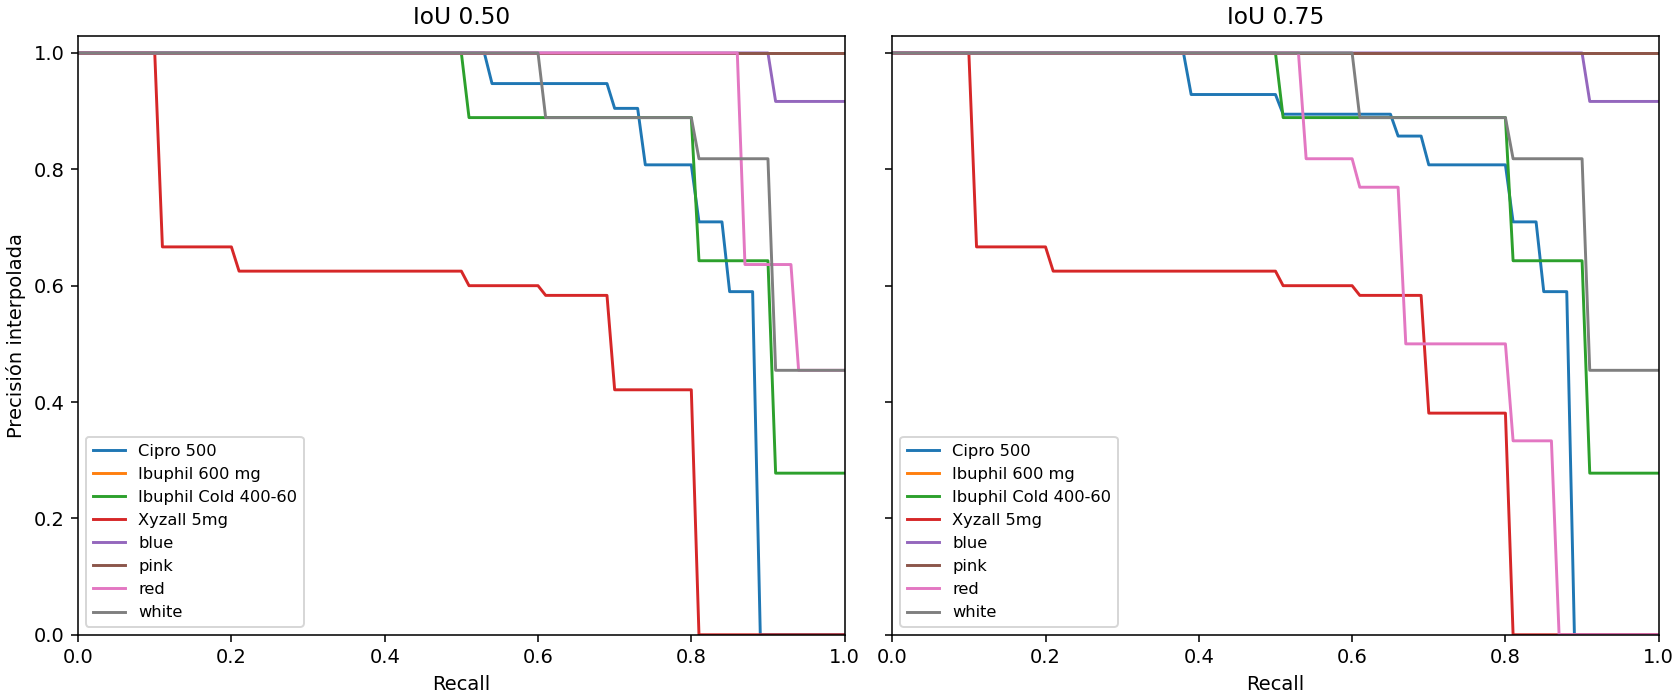 IoU 0.50
IoU 0.75
1.0
0.8
0.6
0.4
0.2
0.0
Precisión interpolada
Cipro 500
Ibuphil 600 mg
Ibuphil Cold 400-60
Xyzall 5mg
blue
pink
red
white
Cipro 500
Ibuphil 600 mg
Ibuphil Cold 400-60
Xyzall 5mg
blue
pink
red
white
0.0 0.2 0.4 0.6 0.8 1.0
0.0 0.2 0.4 0.6 0.8 1.0
Recall
Recall